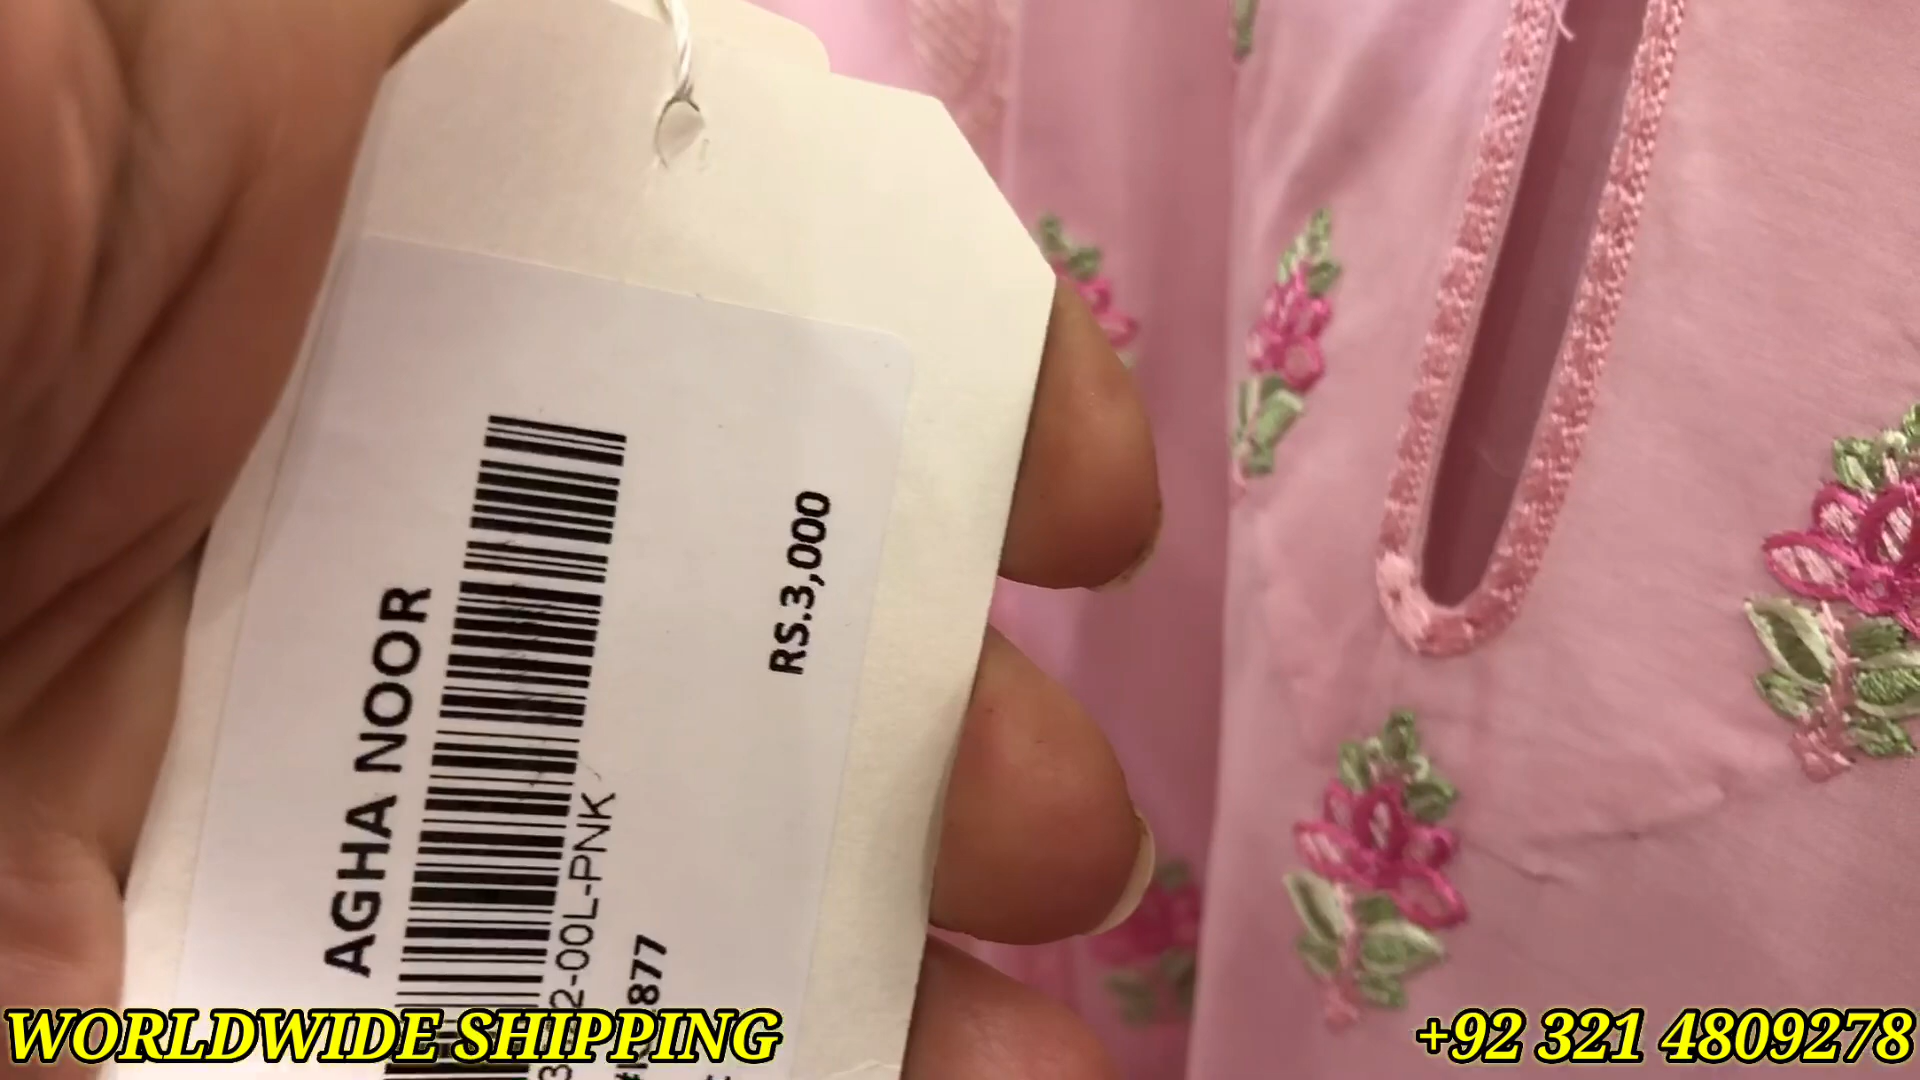 AGHA NOOR
2-00L-PNK
877
RS.3,000
WORLDWIDE SHIPPING
+92 321 4809278